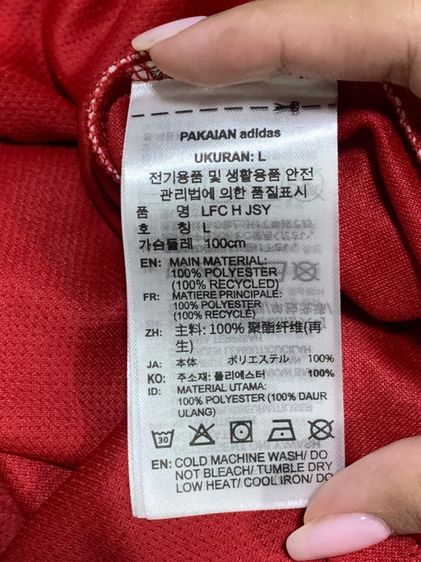 PAKAIAN adidas
UKURAN: L
전기용품 및 생활용품 안전
관리법에 의한 품질표시
품 명 LFC H JSY
호 칭 L
가슴둘레 100cm
EN: MAIN MATERIAL:
100% POLYESTER
(100% RECYCLED)
FR: MATIERE PRINCIPALE:
100% POLYESTER
(100% RECYCLÉ)
ZH: 主料: 100% 聚酯纤维(再
生)
JA: 本体 ポリエステル 100%
KO: 주소재: 폴리에스터 100%
ID: MATERIAL UTAMA:
100% POLYESTER (100% DAUR
ULANG)
30
EN: COLD MACHINE WASH/ DO
NOT BLEACH/ TUMBLE DRY
LOW HEAT/ COOL IRON/ DO